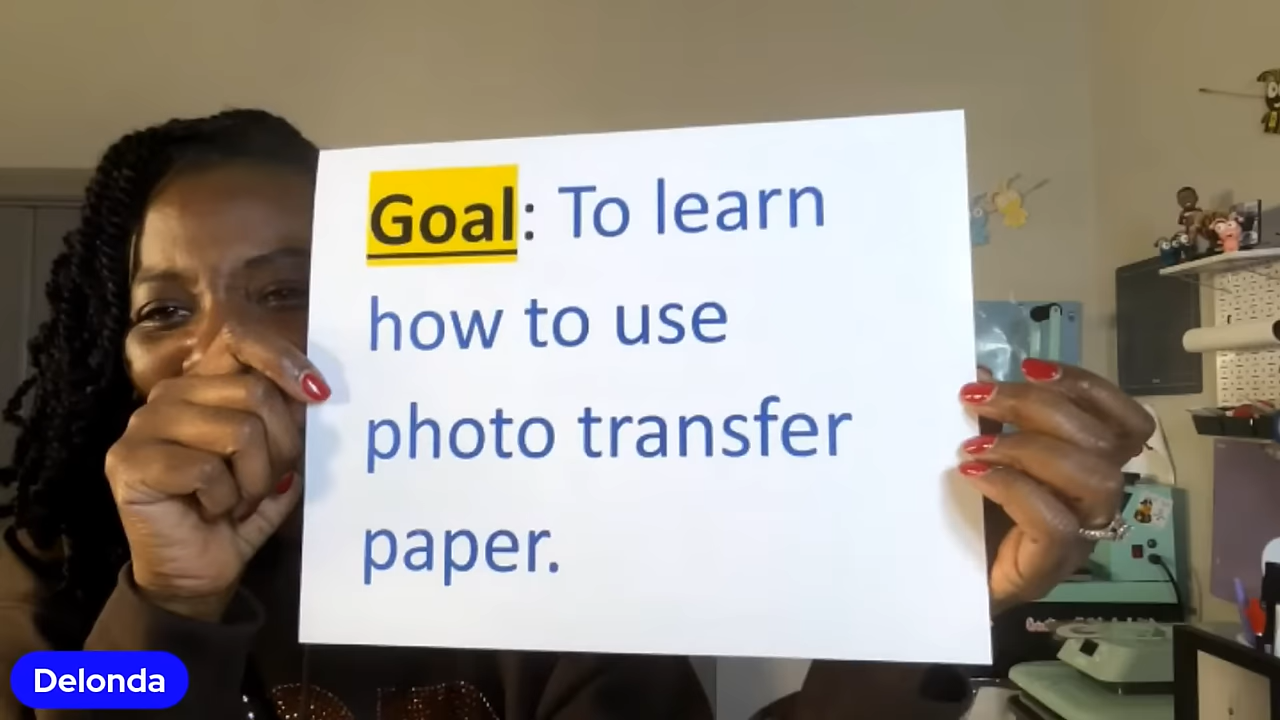 Goal: To learn
how to use
photo transfer
paper.
Delonda